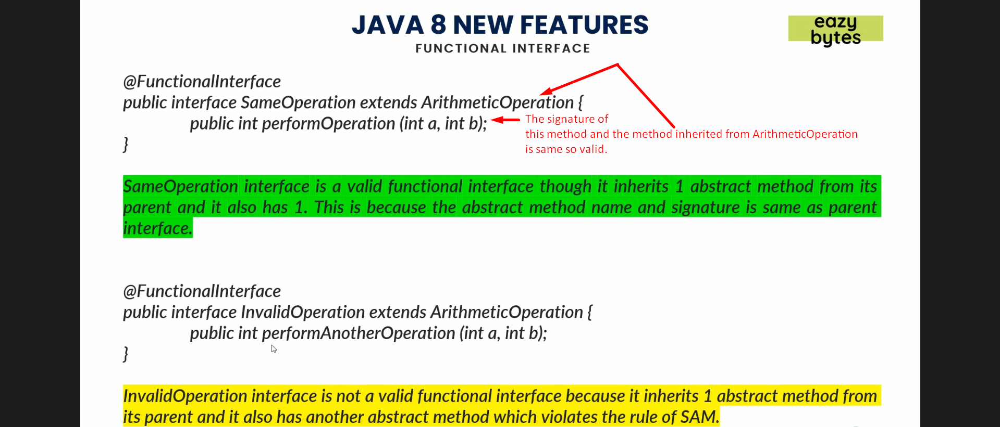 JAVA 8 NEW FEATURES
FUNCTIONAL INTERFACE
eazy
bytes
@FunctionalInterface
public interface SameOperation extends ArithmeticOperation {
public int performOperation (int a, int b);
}
The signature of
this method and the method inherited from ArithmeticOperation
is same so valid.
SameOperation interface is a valid functional interface though it inherits 1 abstract method from its
parent and it also has 1. This is because the abstract method name and signature is same as parent
interface.
@FunctionalInterface
public interface InvalidOperation extends ArithmeticOperation {
public int performAnotherOperation (int a, int b);
}
InvalidOperation interface is not a valid functional interface because it inherits 1 abstract method from
its parent and it also has another abstract method which violates the rule of SAM.